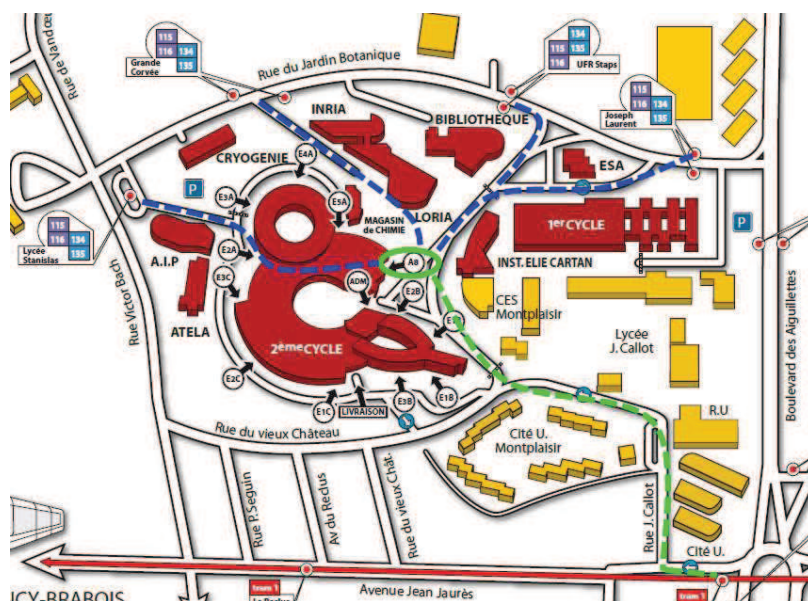 Rue de Vandœu
115
116 134
135
Grande
Corvée
Rue du Jardin Botanique
134
115 135
116
UFR Staps
115
116 134
135
Joseph
Laurent
INRIA
BIBLIOTHEQUE
CRYOGENIE
E4A
ESA
E3A
P
E5A
MAGASIN
de CHIMIE
LORIA
1er CYCLE
P
115
116 134
135
Lycée
Stanislas
A.I.P
E2A
E3C
A8
INST. ELIE CARTAN
ADM
E2B
CES
Montplaisir
Rue Victor Bach
ATELA
2ème CYCLE
Lycée
J. Callot
Boulevard des Aiguillettes
E2C
E1C
LIVRAISON
E3B
E1B
R.U
Rue du vieux Château
Cité U.
Montplaisir
Rue P. Seguin
Av du Reclus
Rue du vieux Chât.
Rue J. Callot
Cité U.
tram 1
Avenue Jean Jaurès
tram 1
NCY-BRABOIS